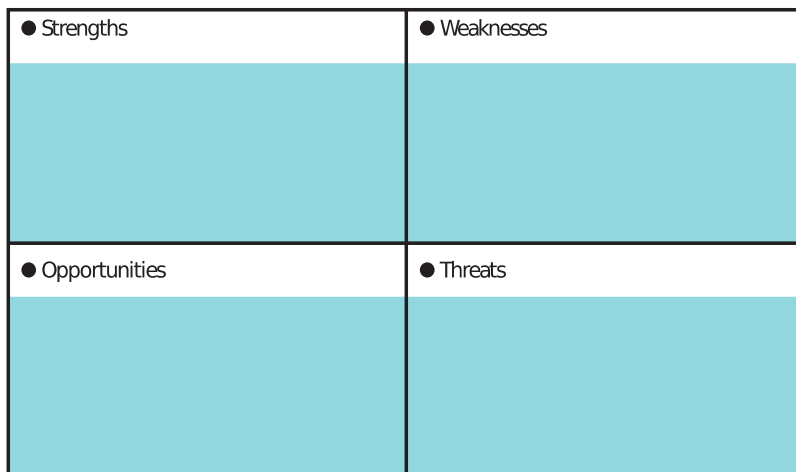 ● Strengths
● Weaknesses
● Opportunities
● Threats